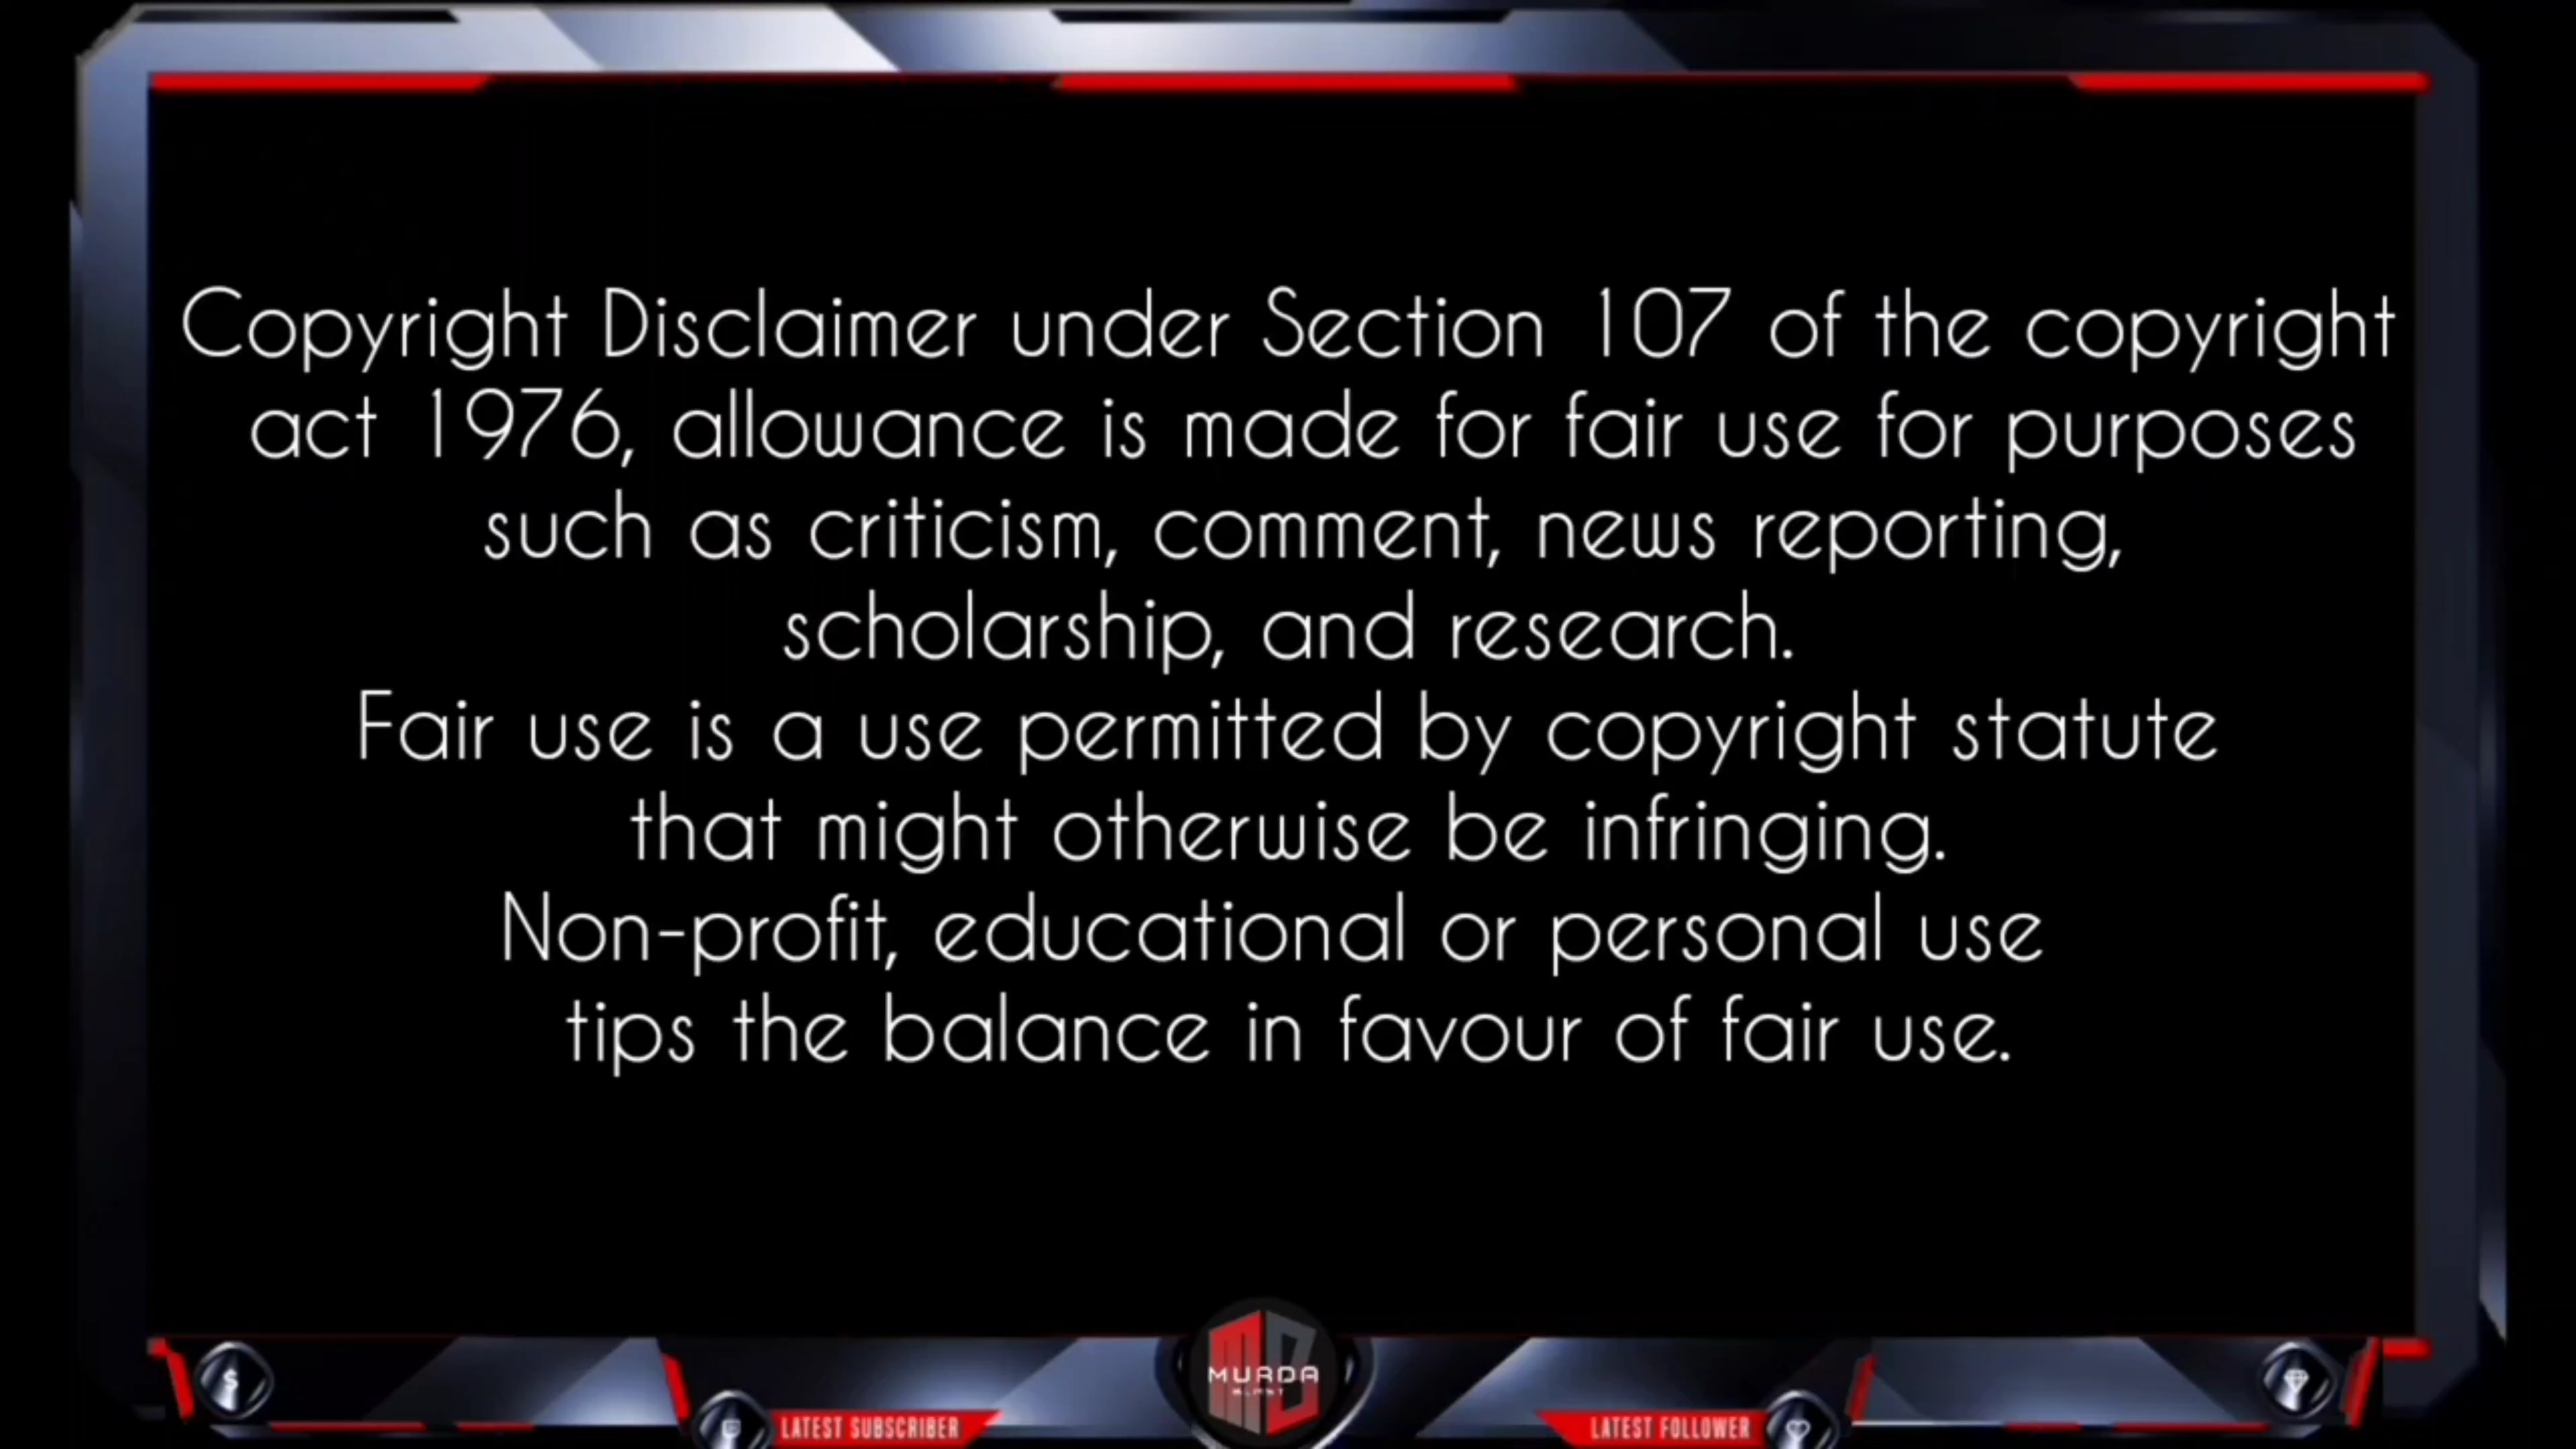 Copyright Disclaimer under Section 107 of the copyright
act 1976, allowance is made for fair use for purposes
such as criticism, comment, news reporting,
scholarship, and research.
Fair use is a use permitted by copyright statute
that might otherwise be infringing.
Non-profit, educational or personal use
tips the balance in favour of fair use.
MURDA
LATEST SUBSCRIBER
LATEST FOLLOWER